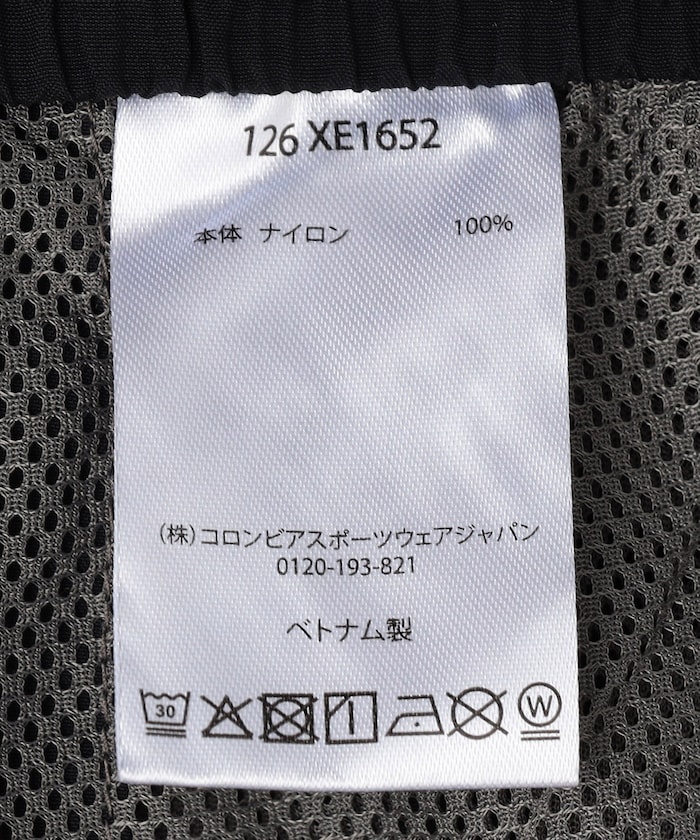 126 XE1652
本体 ナイロン 100%
(株)コロンビアスポーツウェアジャパン
0120-193-821
ベトナム製
30 W